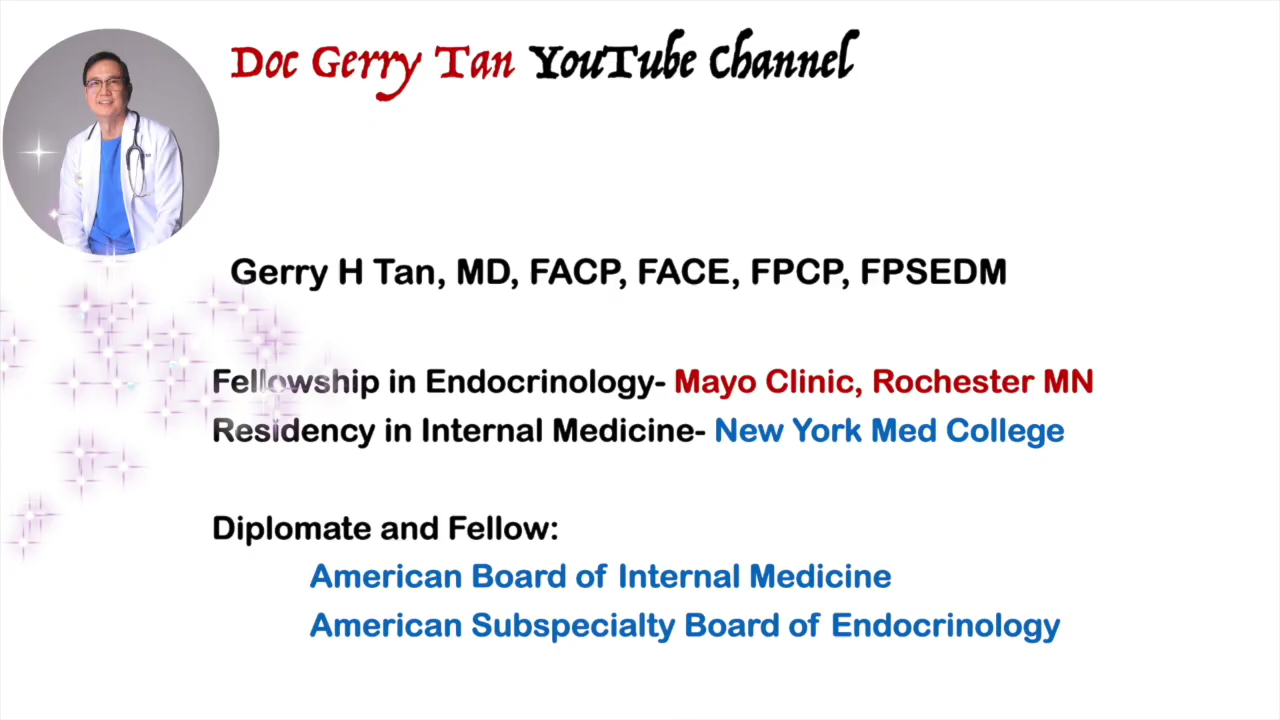 Doc Gerry Tan YouTube Channel
Gerry H Tan, MD, FACP, FACE, FPCP, FPSEDM
Fellowship in Endocrinology- Mayo Clinic, Rochester MN
Residency in Internal Medicine- New York Med College
Diplomate and Fellow:
American Board of Internal Medicine
American Subspecialty Board of Endocrinology